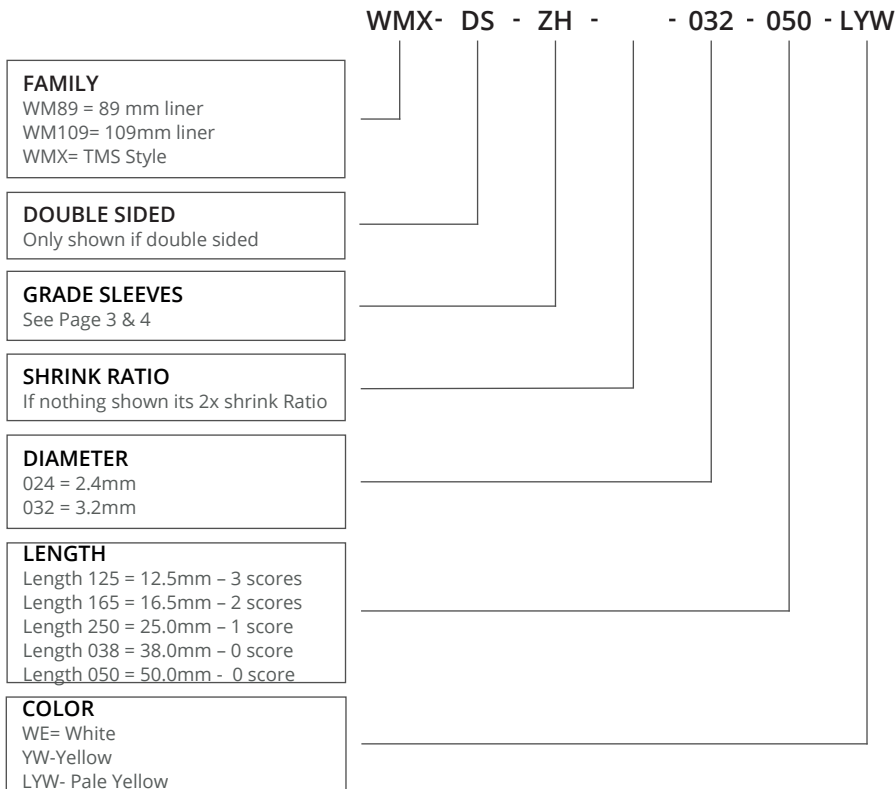 WMX- DS - ZH - - 032 - 050 - LYW
FAMILY
WM89 = 89 mm liner
WM109= 109mm liner
WMX= TMS Style
DOUBLE SIDED
Only shown if double sided
GRADE SLEEVES
See Page 3 & 4
SHRINK RATIO
If nothing shown its 2x shrink Ratio
DIAMETER
024 = 2.4mm
032 = 3.2mm
LENGTH
Length 125 = 12.5mm – 3 scores
Length 165 = 16.5mm – 2 scores
Length 250 = 25.0mm – 1 score
Length 038 = 38.0mm – 0 score
Length 050 = 50.0mm - 0 score
COLOR
WE= White
YW-Yellow
LYW- Pale Yellow